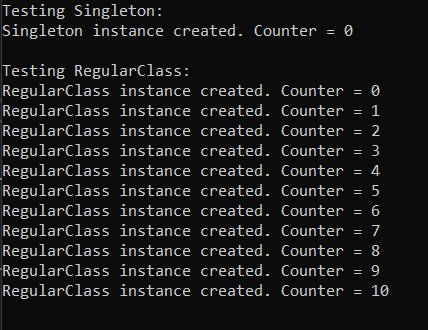 Testing Singleton:
Singleton instance created. Counter = 0
Testing RegularClass:
RegularClass instance created. Counter = 0
RegularClass instance created. Counter = 1
RegularClass instance created. Counter = 2
RegularClass instance created. Counter = 3
RegularClass instance created. Counter = 4
RegularClass instance created. Counter = 5
RegularClass instance created. Counter = 6
RegularClass instance created. Counter = 7
RegularClass instance created. Counter = 8
RegularClass instance created. Counter = 9
RegularClass instance created. Counter = 10